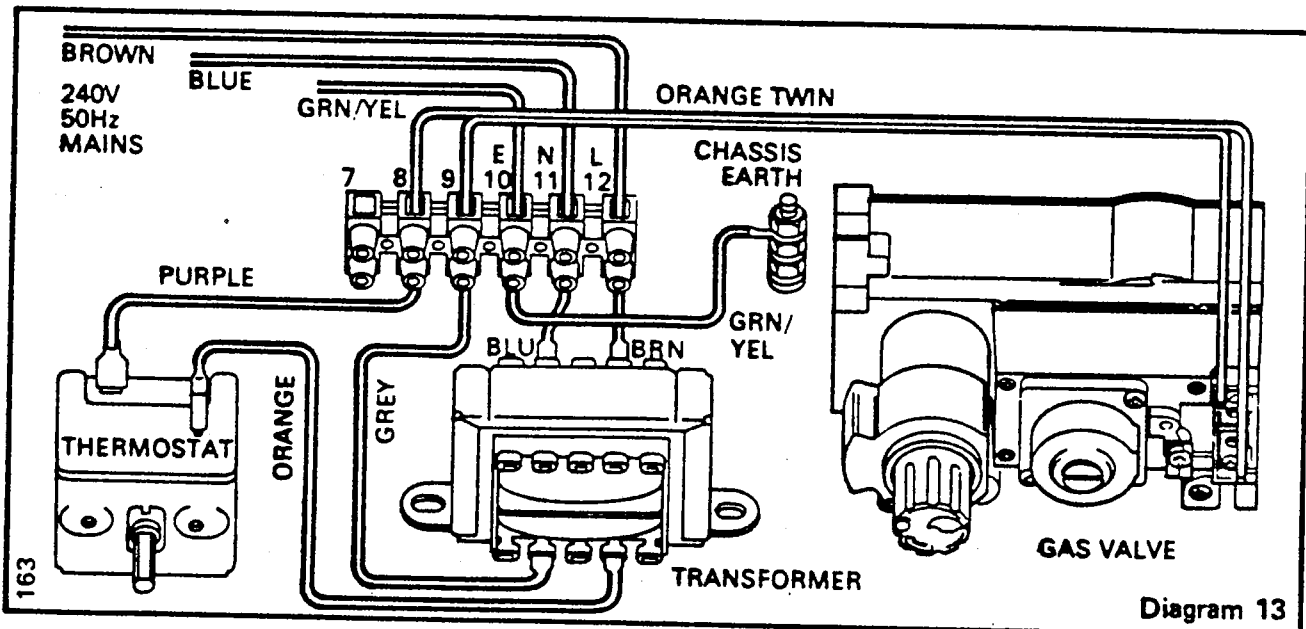 BROWN
BLUE
GRN/YEL
240V
50Hz
MAINS
ORANGE TWIN
CHASSIS
EARTH
E N L
7 8 9 10 11 12
PURPLE
GRN/
YEL
BLU BRN
THERMOSTAT
ORANGE
GREY
TRANSFORMER
GAS VALVE
163
Diagram 13